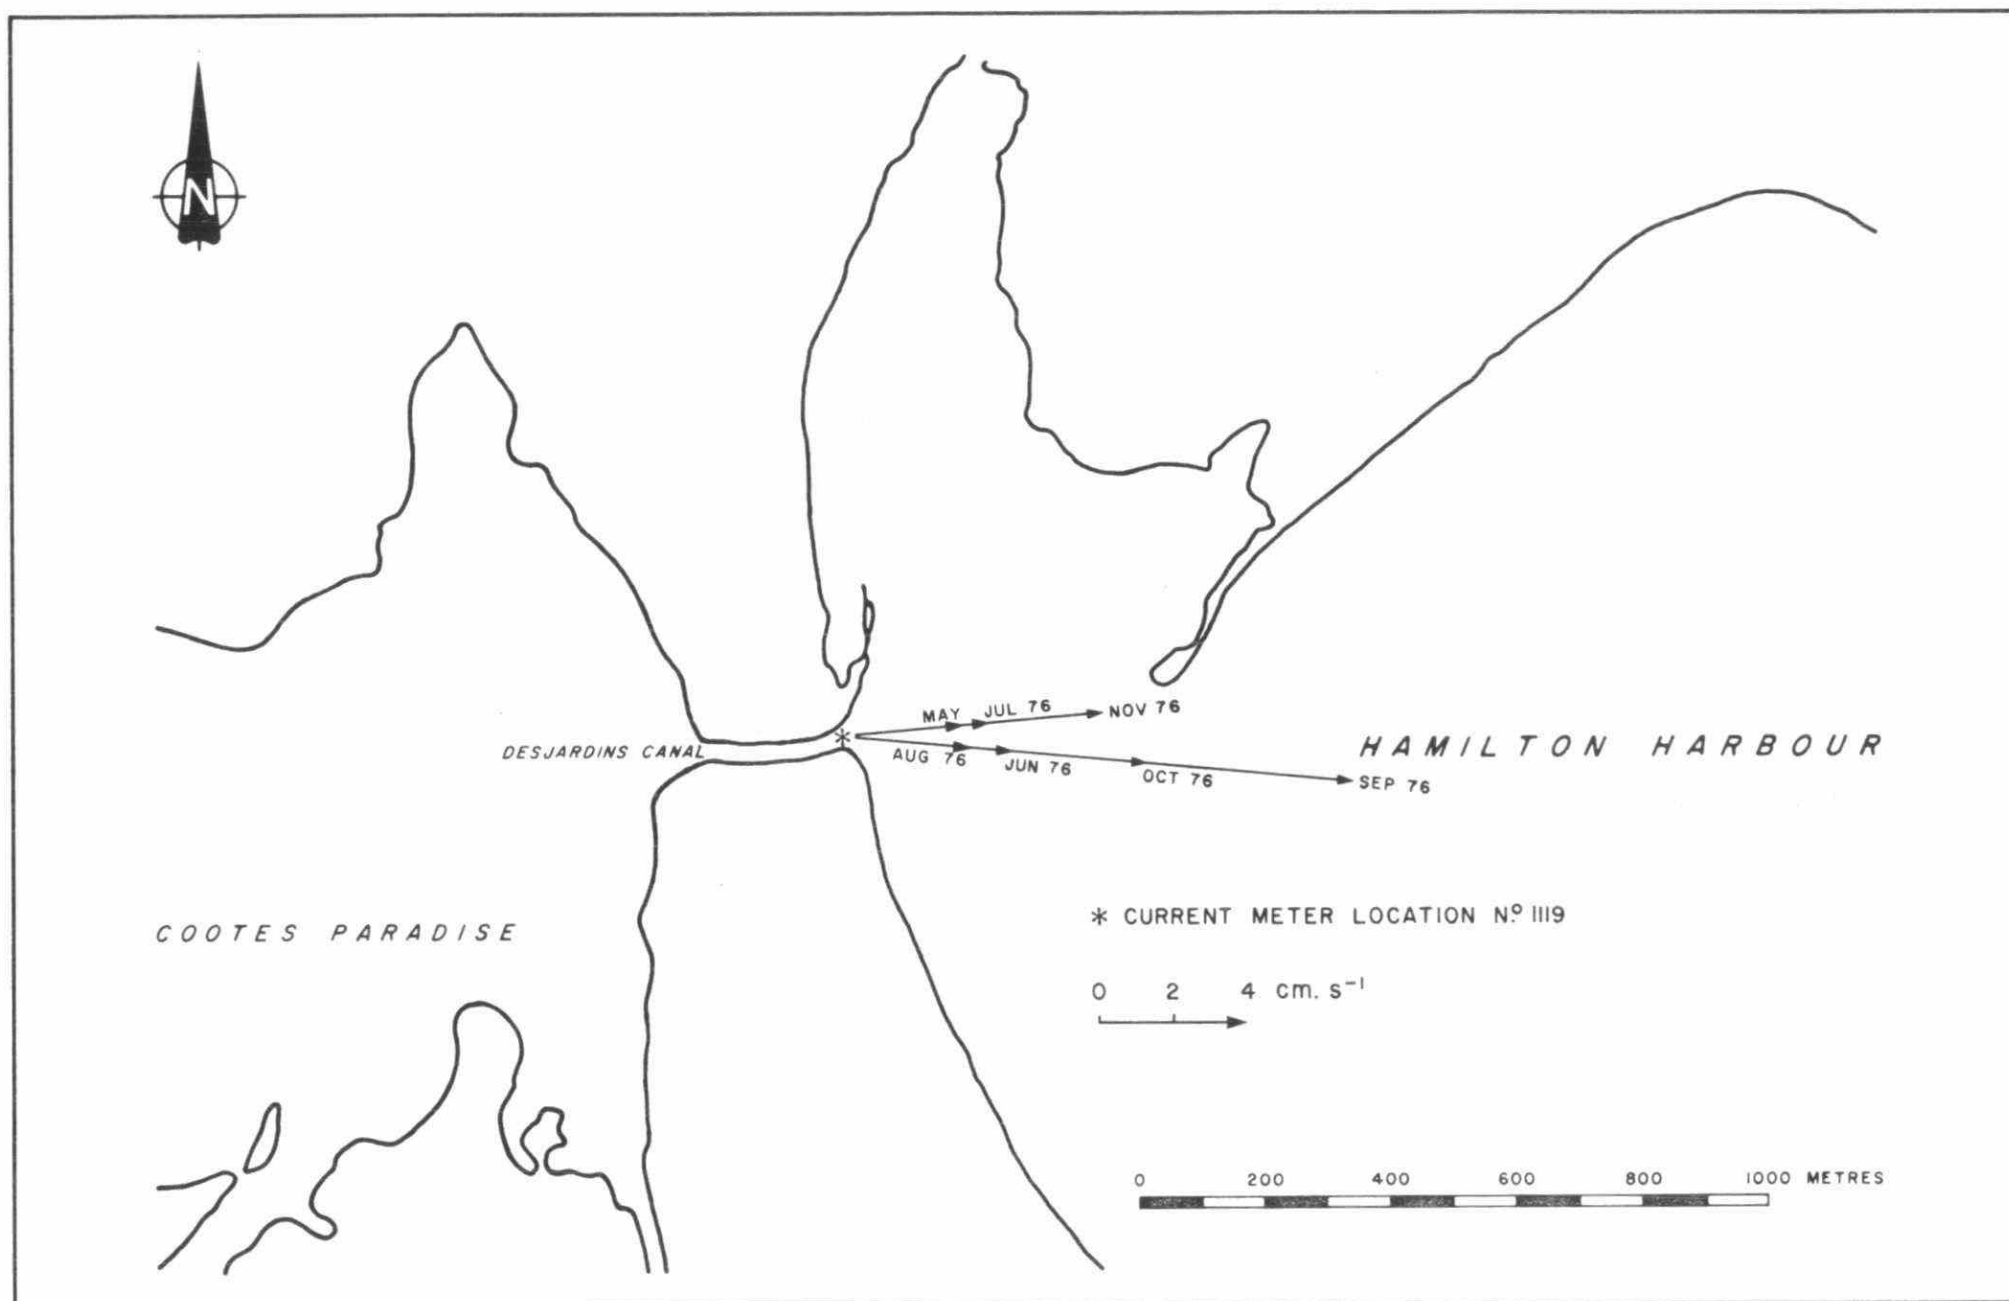 N
MAY
JUL 76
NOV 76
DESJARDINS CANAL
AUG 76
JUN 76
OCT 76
SEP 76
HAMILTON HARBOUR
COOTES PARADISE
* CURRENT METER LOCATION Nº 1119
0 2 4 cm. s⁻¹
0 200 400 600 800 1000 METRES